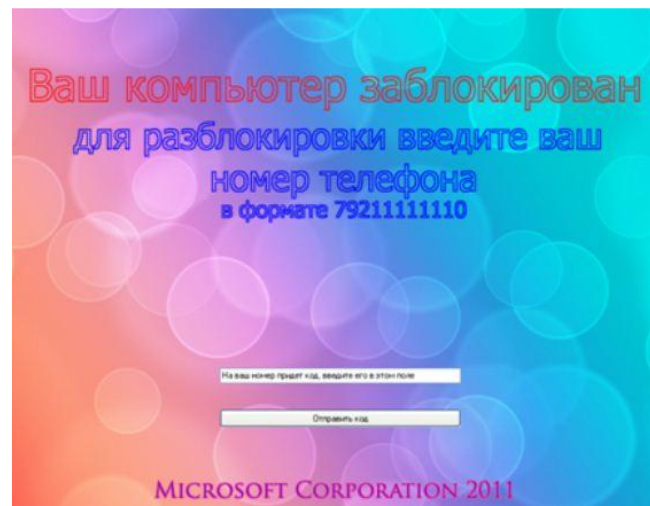 Ваш компьютер заблокирован
для разблокировки введите ваш
номер телефона
в формате 79211111110
На ваш номер придет код, введите его в этом поле
Отправить код
Microsoft Corporation 2011